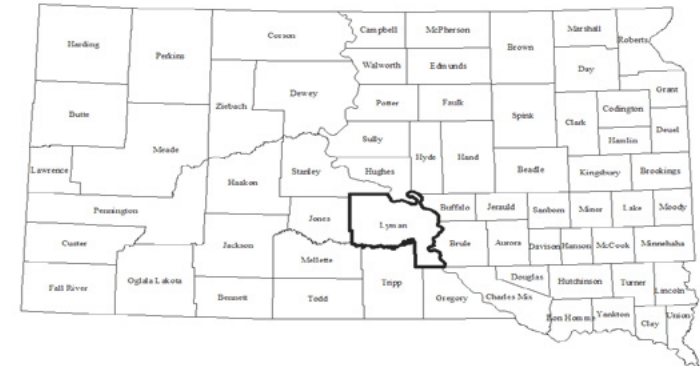 Harding
Perkins
Corson
Campbell
McPherson
Brown
Marshall
Roberts
Walworth
Edmunds
Day
Butte
Ziebach
Dewey
Potter
Faulk
Spink
Clark
Codington
Grant
Hamlin
Deuel
Meade
Sully
Hyde
Hand
Lawrence
Haakon
Stanley
Hughes
Beadle
Kingsbury
Brookings
Pennington
Jones
Lyman
Buffalo
Jerauld
Sanborn
Miner
Lake
Moody
Custer
Jackson
Mellette
Brule
Aurora
Davison
Hanson
McCook
Minnehaha
Fall River
Oglala Lakota
Bennett
Todd
Tripp
Gregory
Charles Mix
Douglas
Hutchinson
Turner
Lincoln
Bon Homme
Yankton
Clay
Union